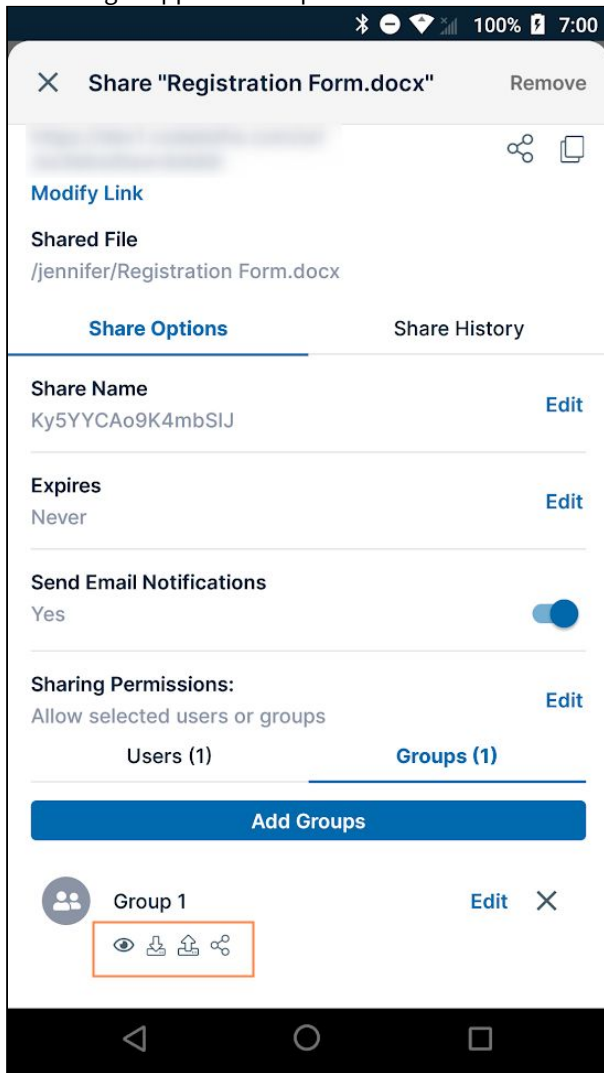 100% 7:00
Share "Registration Form.docx" Remove
Modify Link
Shared File
/jennifer/Registration Form.docx
Share Options Share History
Share Name
Ky5YYCAo9K4mbSIJ Edit
Expires
Never Edit
Send Email Notifications
Yes
Sharing Permissions:
Allow selected users or groups Edit
Users (1) Groups (1)
Add Groups
Group 1 Edit